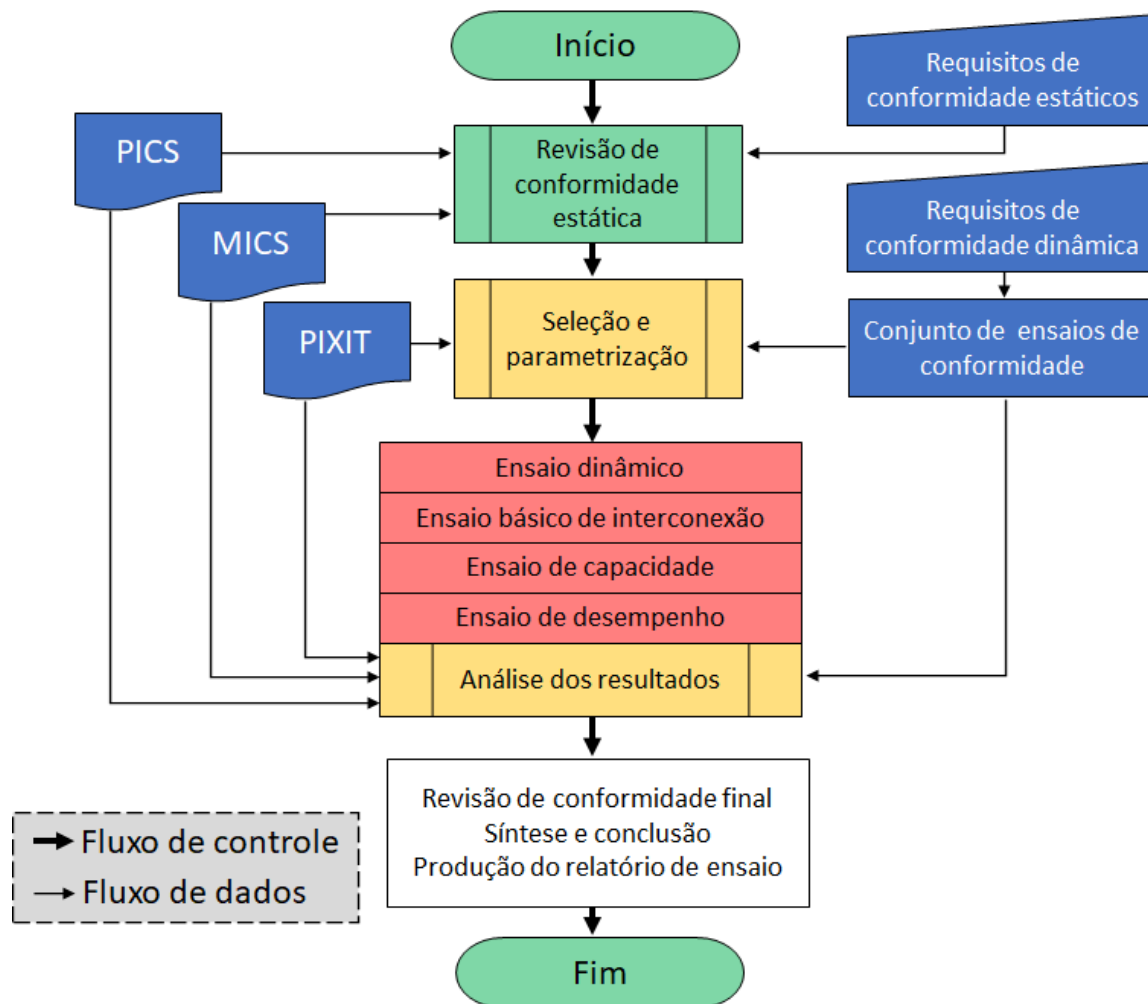 Início
Requisitos de
conformidade estáticos
PICS
Revisão de
conformidade
estática
Requisitos de
conformidade dinâmica
MICS
PIXIT
Seleção e
parametrização
Conjunto de ensaios de
conformidade
Ensaio dinâmico
Ensaio básico de interconexão
Ensaio de capacidade
Ensaio de desempenho
Análise dos resultados
Revisão de conformidade final
Síntese e conclusão
Produção do relatório de ensaio
Fluxo de controle
Fluxo de dados
Fim